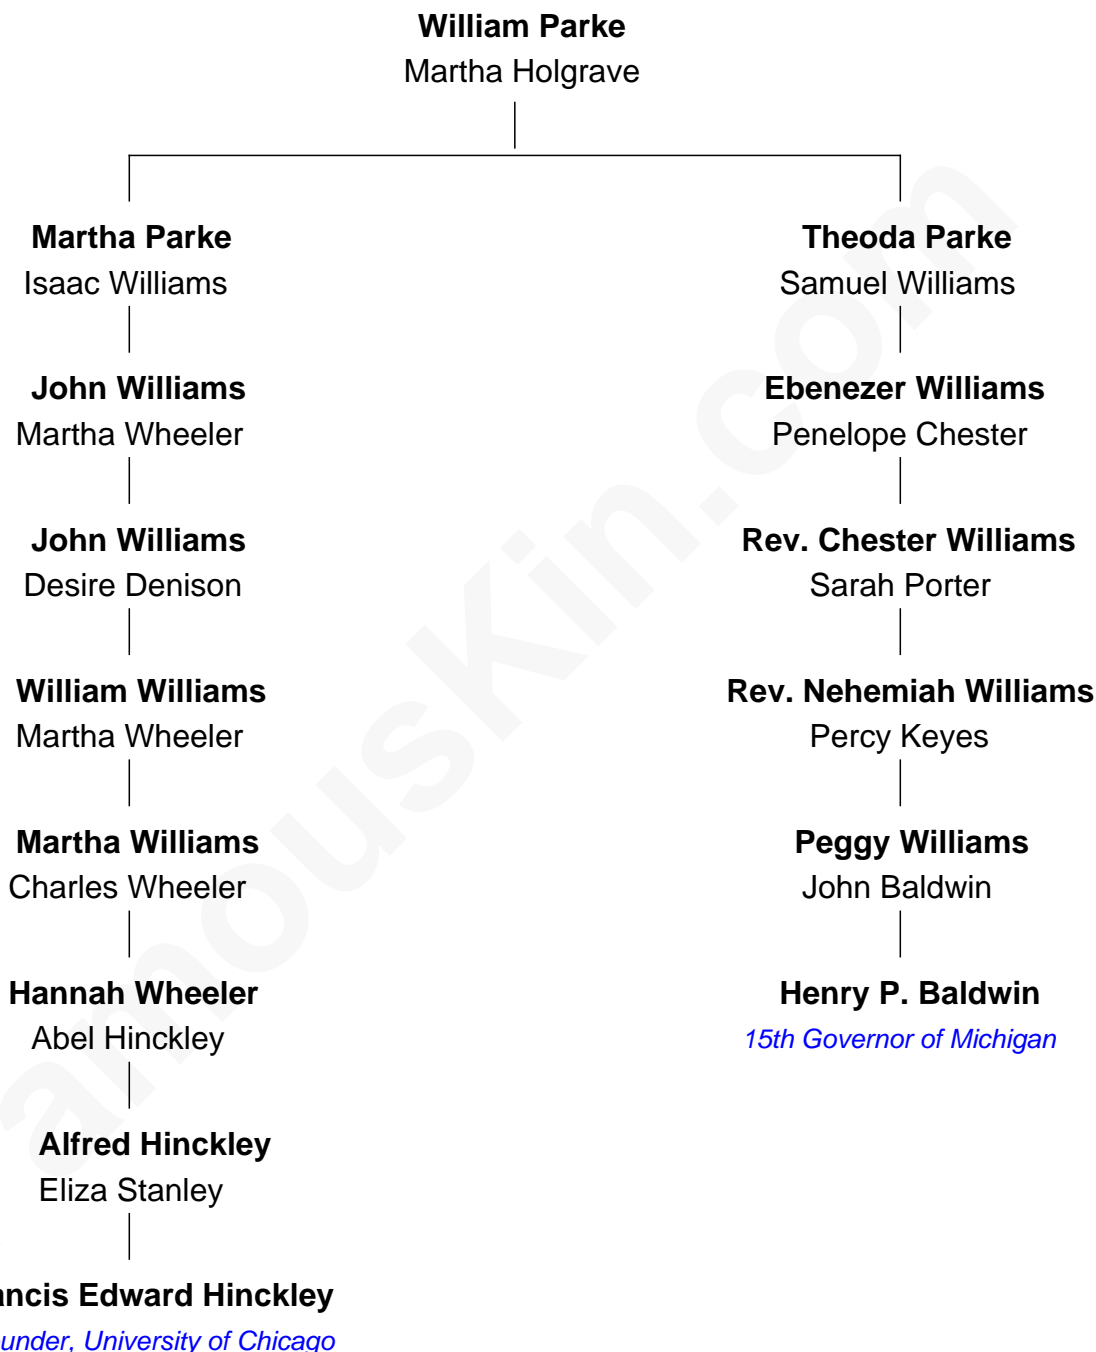 William Parke
Martha Holgrave
Martha Parke
Isaac Williams
Theoda Parke
Samuel Williams
John Williams
Martha Wheeler
Ebenezer Williams
Penelope Chester
John Williams
Desire Denison
Rev. Chester Williams
Sarah Porter
William Williams
Martha Wheeler
Rev. Nehemiah Williams
Percy Keyes
Martha Williams
Charles Wheeler
Peggy Williams
John Baldwin
Hannah Wheeler
Abel Hinckley
Henry P. Baldwin
15th Governor of Michigan
Alfred Hinckley
Eliza Stanley
ancis Edward Hinckley
ounder, University of Chicago
amousKin.com